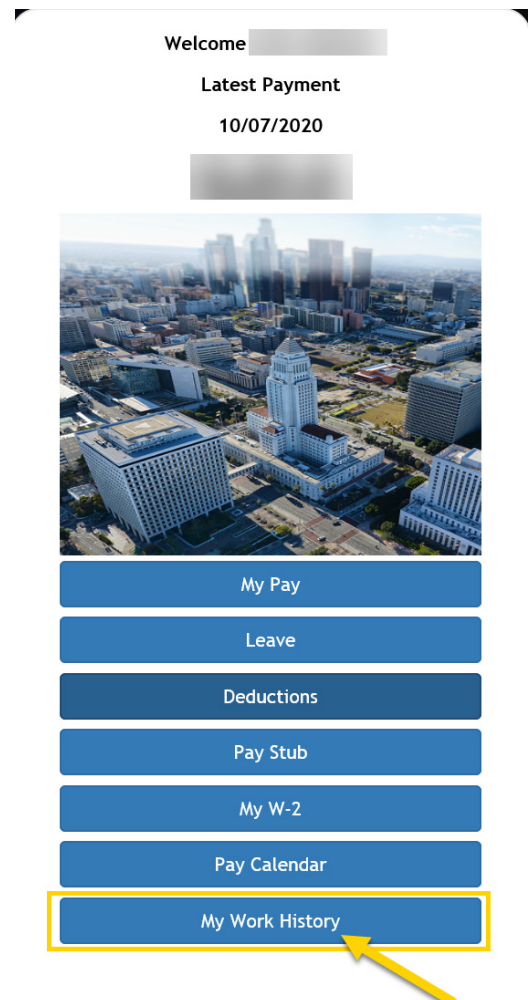 Welcome
Latest Payment
10/07/2020
My Pay
Leave
Deductions
Pay Stub
My W-2
Pay Calendar
My Work History